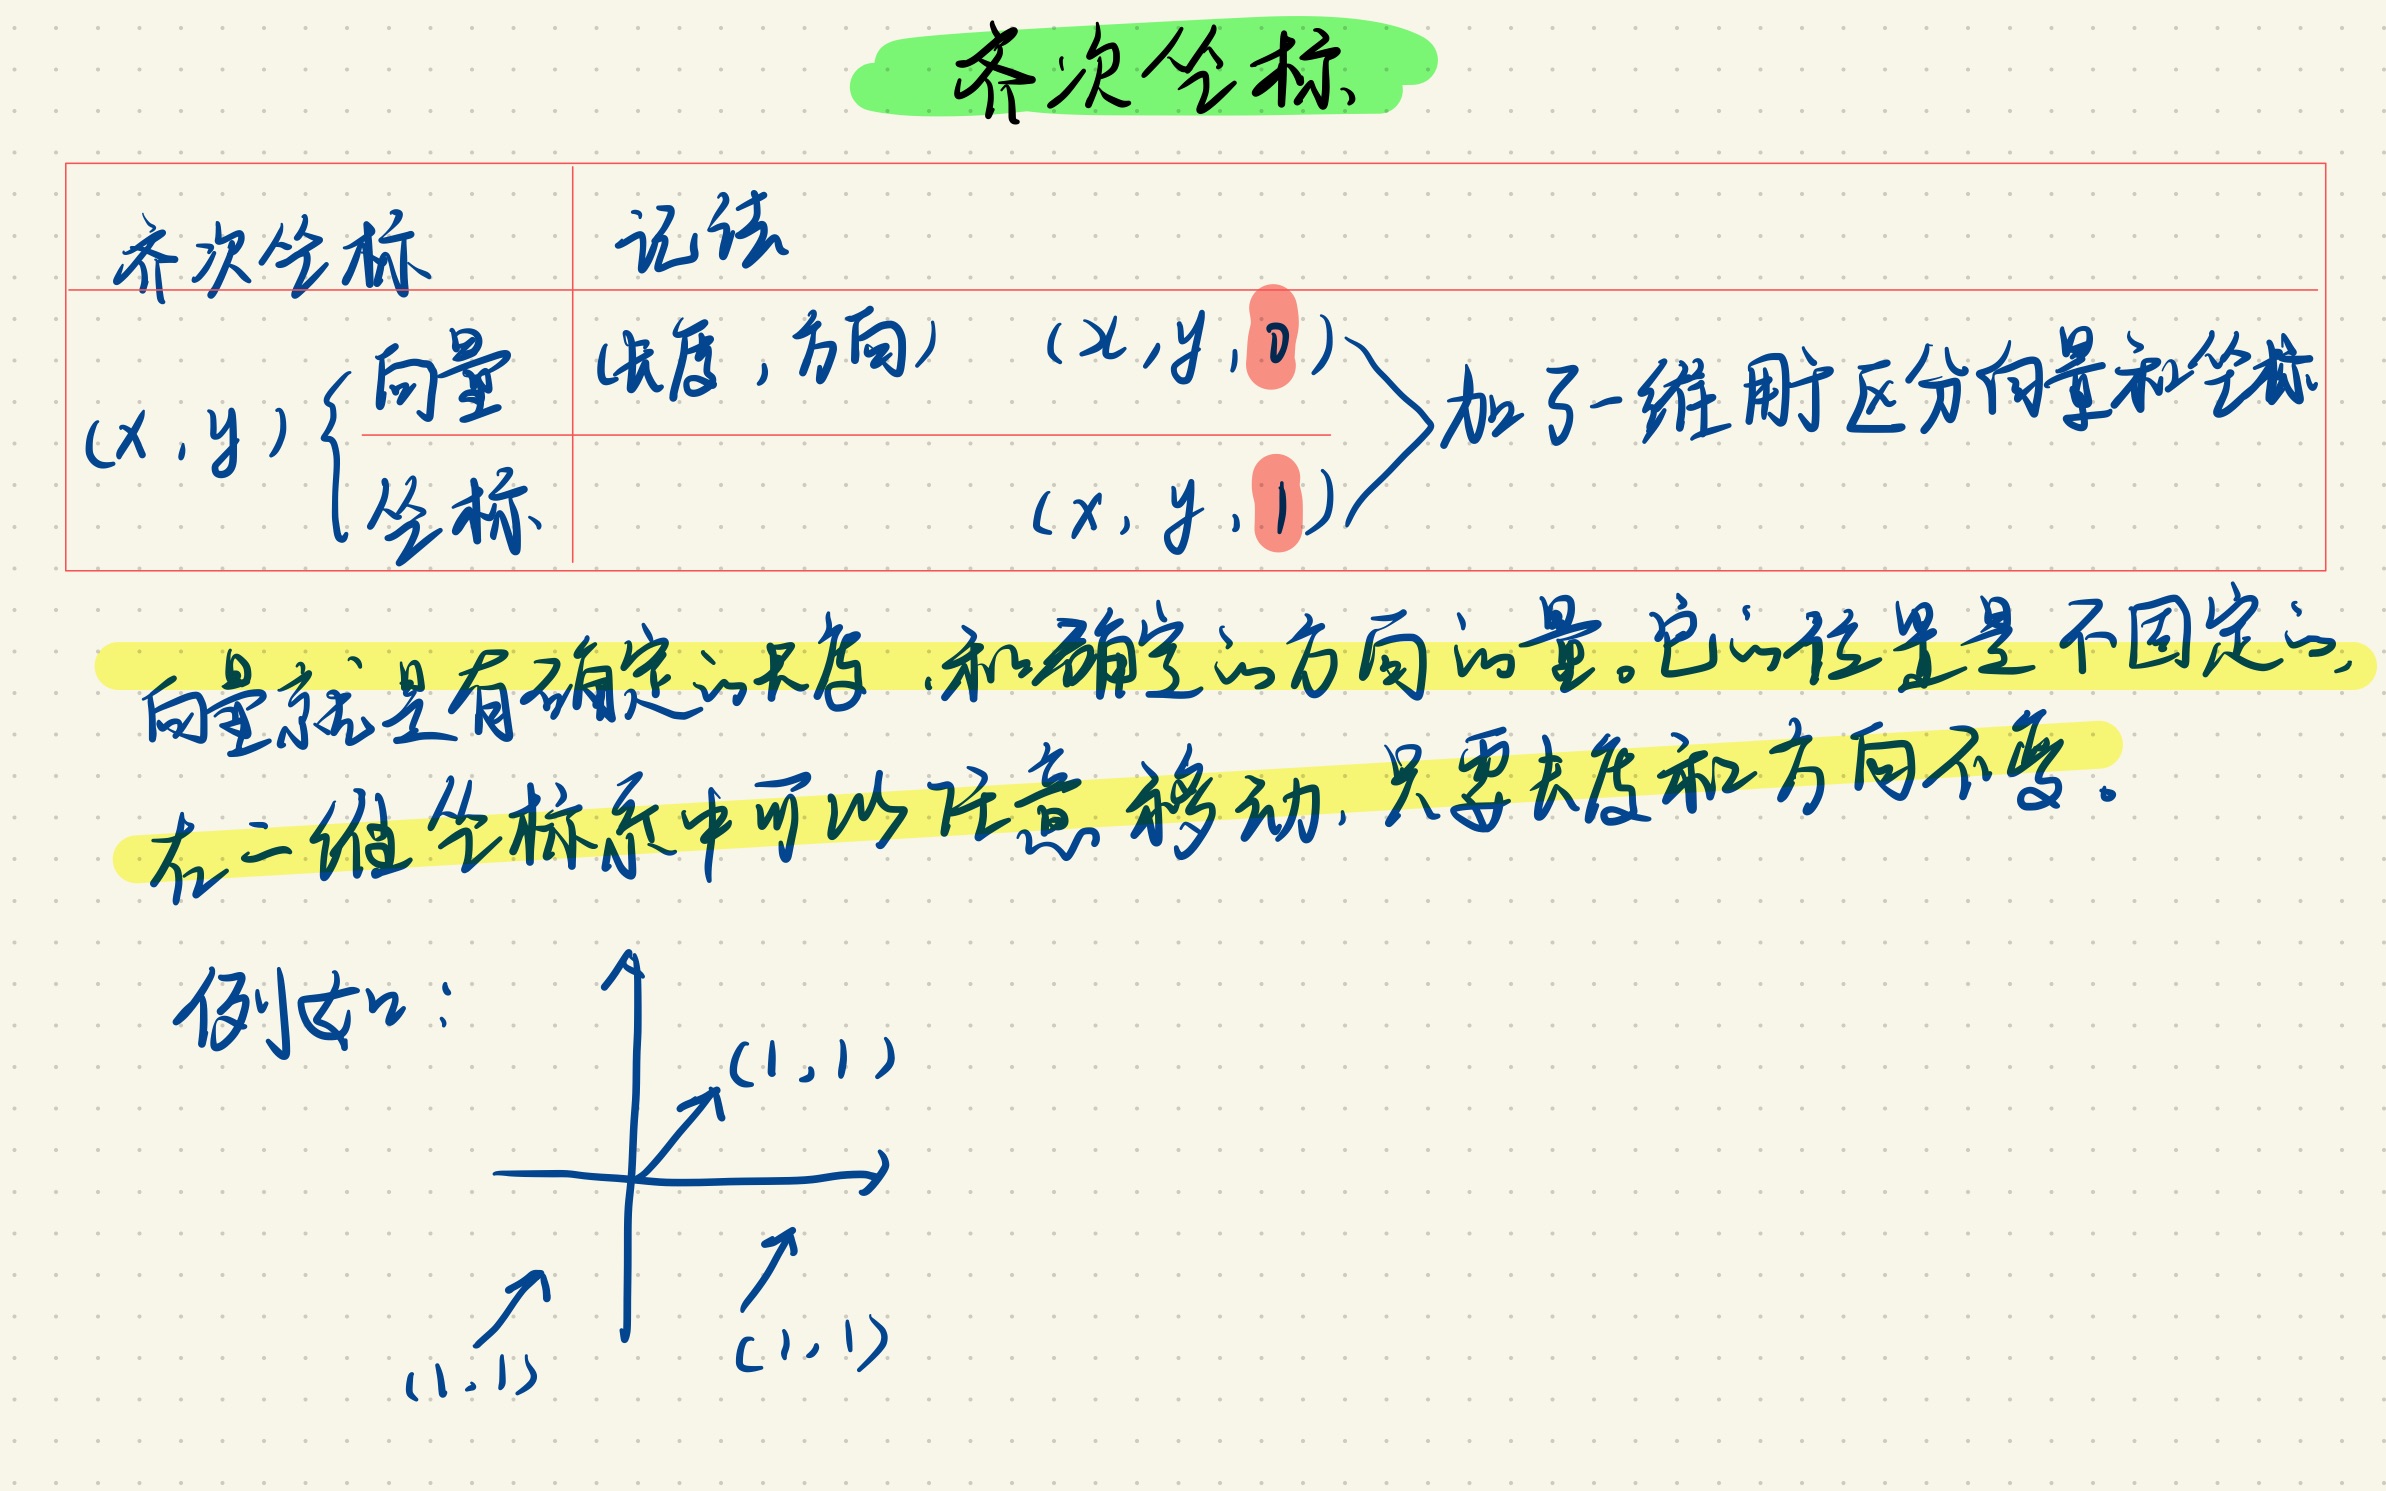 齐次坐标
齐次坐标 记法
(x, y) { 向量 (长度, 方向) (x, y, 0)
坐标 (x, y, 1)
加了一维用于区分向量和坐标
向量就是有确定的长度,和确定的方向的量。它的位置是不固定的,
在二维坐标系中可以任意移动,只要长度和方向不变。
例如:
(1, 1)
(1, 1)
(1, 1)